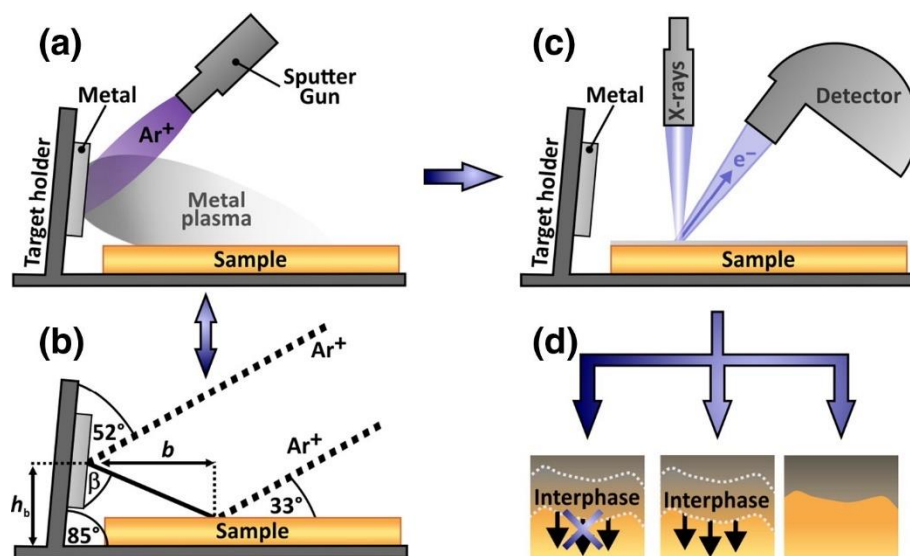 (a)
Sputter
Gun
Metal
Ar+
Target holder
Metal
plasma
Sample
(c)
X-rays
Metal
Detector
e−
Target holder
Sample
(b)
Ar+
52°
b
Ar+
β
hb
33°
85°
Sample
(d)
Interphase
Interphase